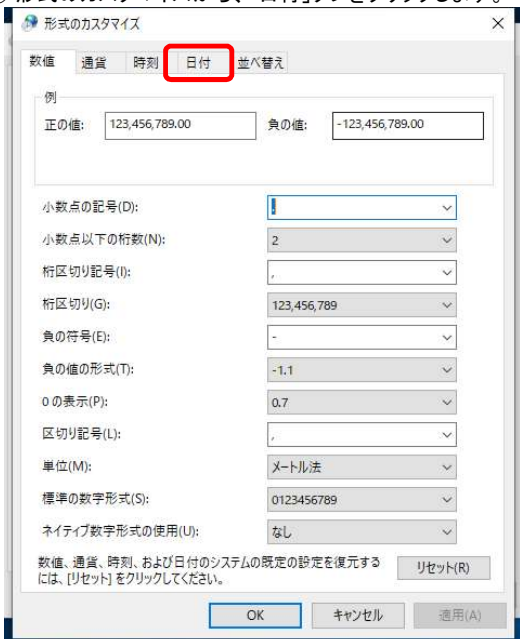 形式のカスタマイズ
数値 通貨 時刻 日付 並べ替え
例
正の値: 123,456,789.00 負の値: -123,456,789.00
小数点の記号(D): .
小数点以下の桁数(N): 2
桁区切り記号(I): ,
桁区切り(G): 123,456,789
負の符号(E): -
負の値の形式(T): -1.1
0 の表示(P): 0.7
区切り記号(L): ,
単位(M): メートル法
標準の数字形式(S): 0123456789
ネイティブ数字形式の使用(U): なし
数値、通貨、時刻、および日付のシステムの既定の設定を復元する
には、[リセット] をクリックしてください。
リセット(R)
OK キャンセル 適用(A)